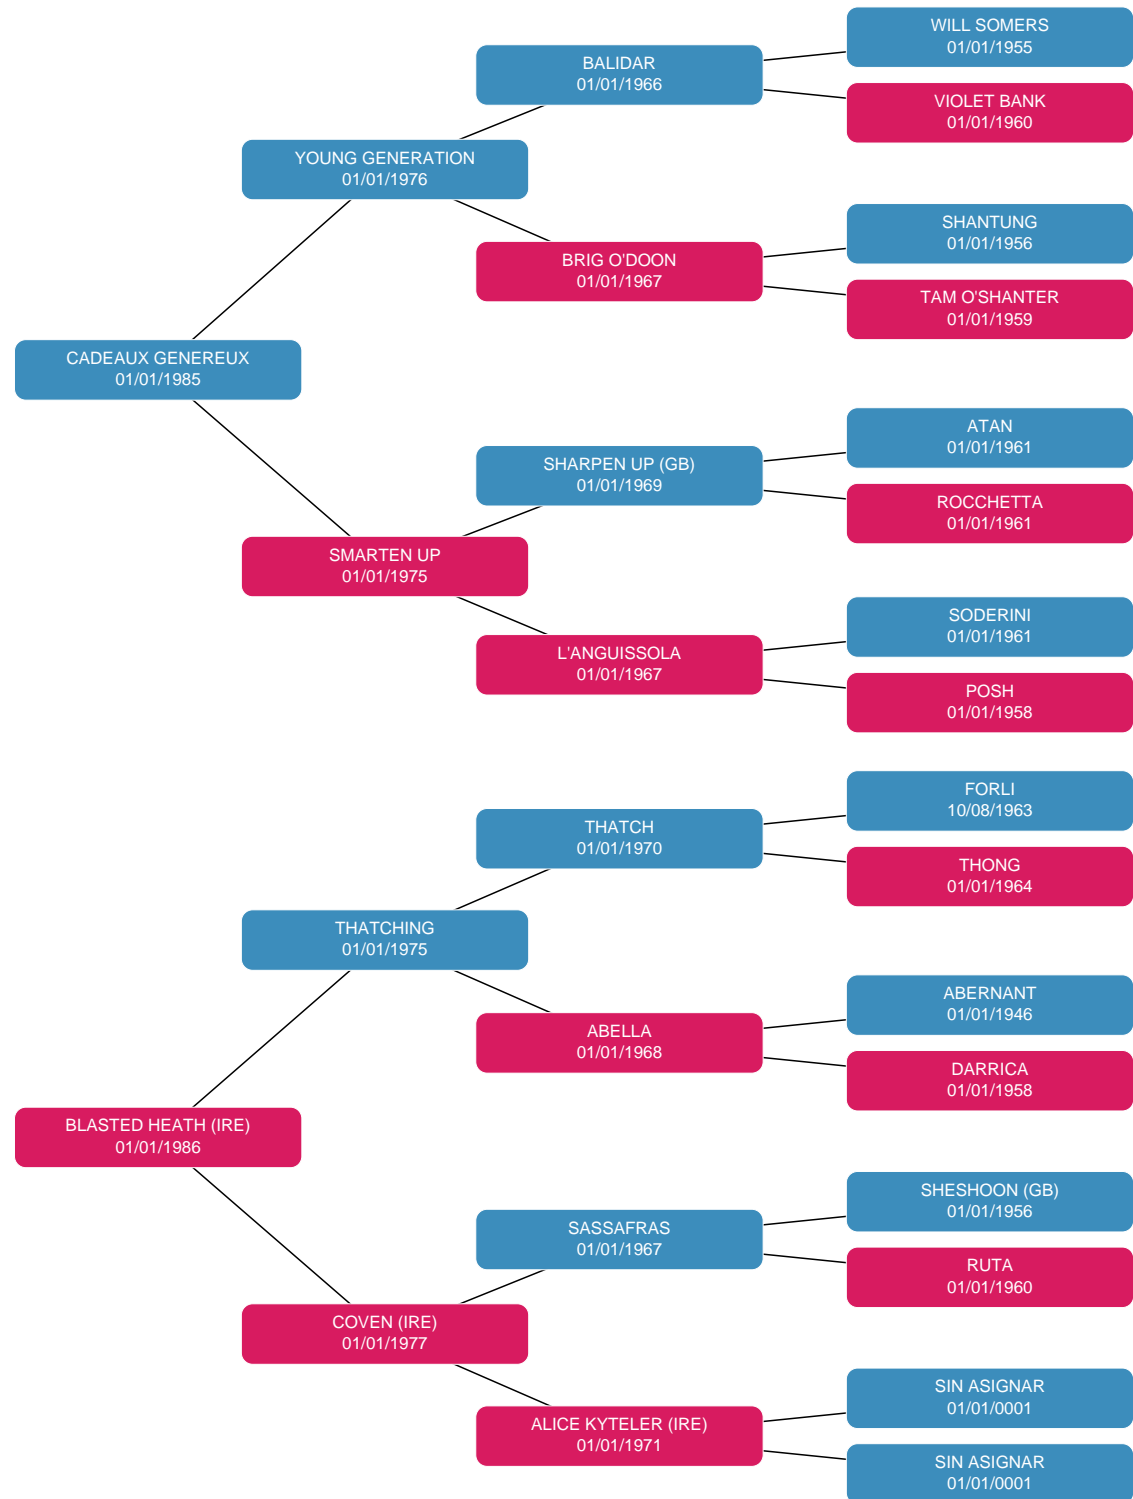 WILL SOMERS
01/01/1955
BALIDAR
01/01/1966
VIOLET BANK
01/01/1960
YOUNG GENERATION
01/01/1976
SHANTUNG
01/01/1956
BRIG O'DOON
01/01/1967
TAM O'SHANTER
01/01/1959
CADEAUX GENEREUX
01/01/1985
ATAN
01/01/1961
SHARPEN UP (GB)
01/01/1969
ROCCHETTA
01/01/1961
SMARTEN UP
01/01/1975
SODERINI
01/01/1961
L'ANGUISSOLA
01/01/1967
POSH
01/01/1958
FORLI
10/08/1963
THATCH
01/01/1970
THONG
01/01/1964
THATCHING
01/01/1975
ABERNANT
01/01/1946
ABELLA
01/01/1968
DARRICA
01/01/1958
BLASTED HEATH (IRE)
01/01/1986
SHESHOON (GB)
01/01/1956
SASSAFRAS
01/01/1967
RUTA
01/01/1960
COVEN (IRE)
01/01/1977
SIN ASIGNAR
01/01/0001
ALICE KYTELER (IRE)
01/01/1971
SIN ASIGNAR
01/01/0001